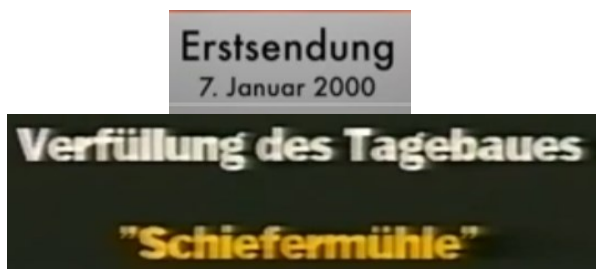 Erstsendung
7. Januar 2000
Verfüllung des Tagebaues
"Schiefermühle"